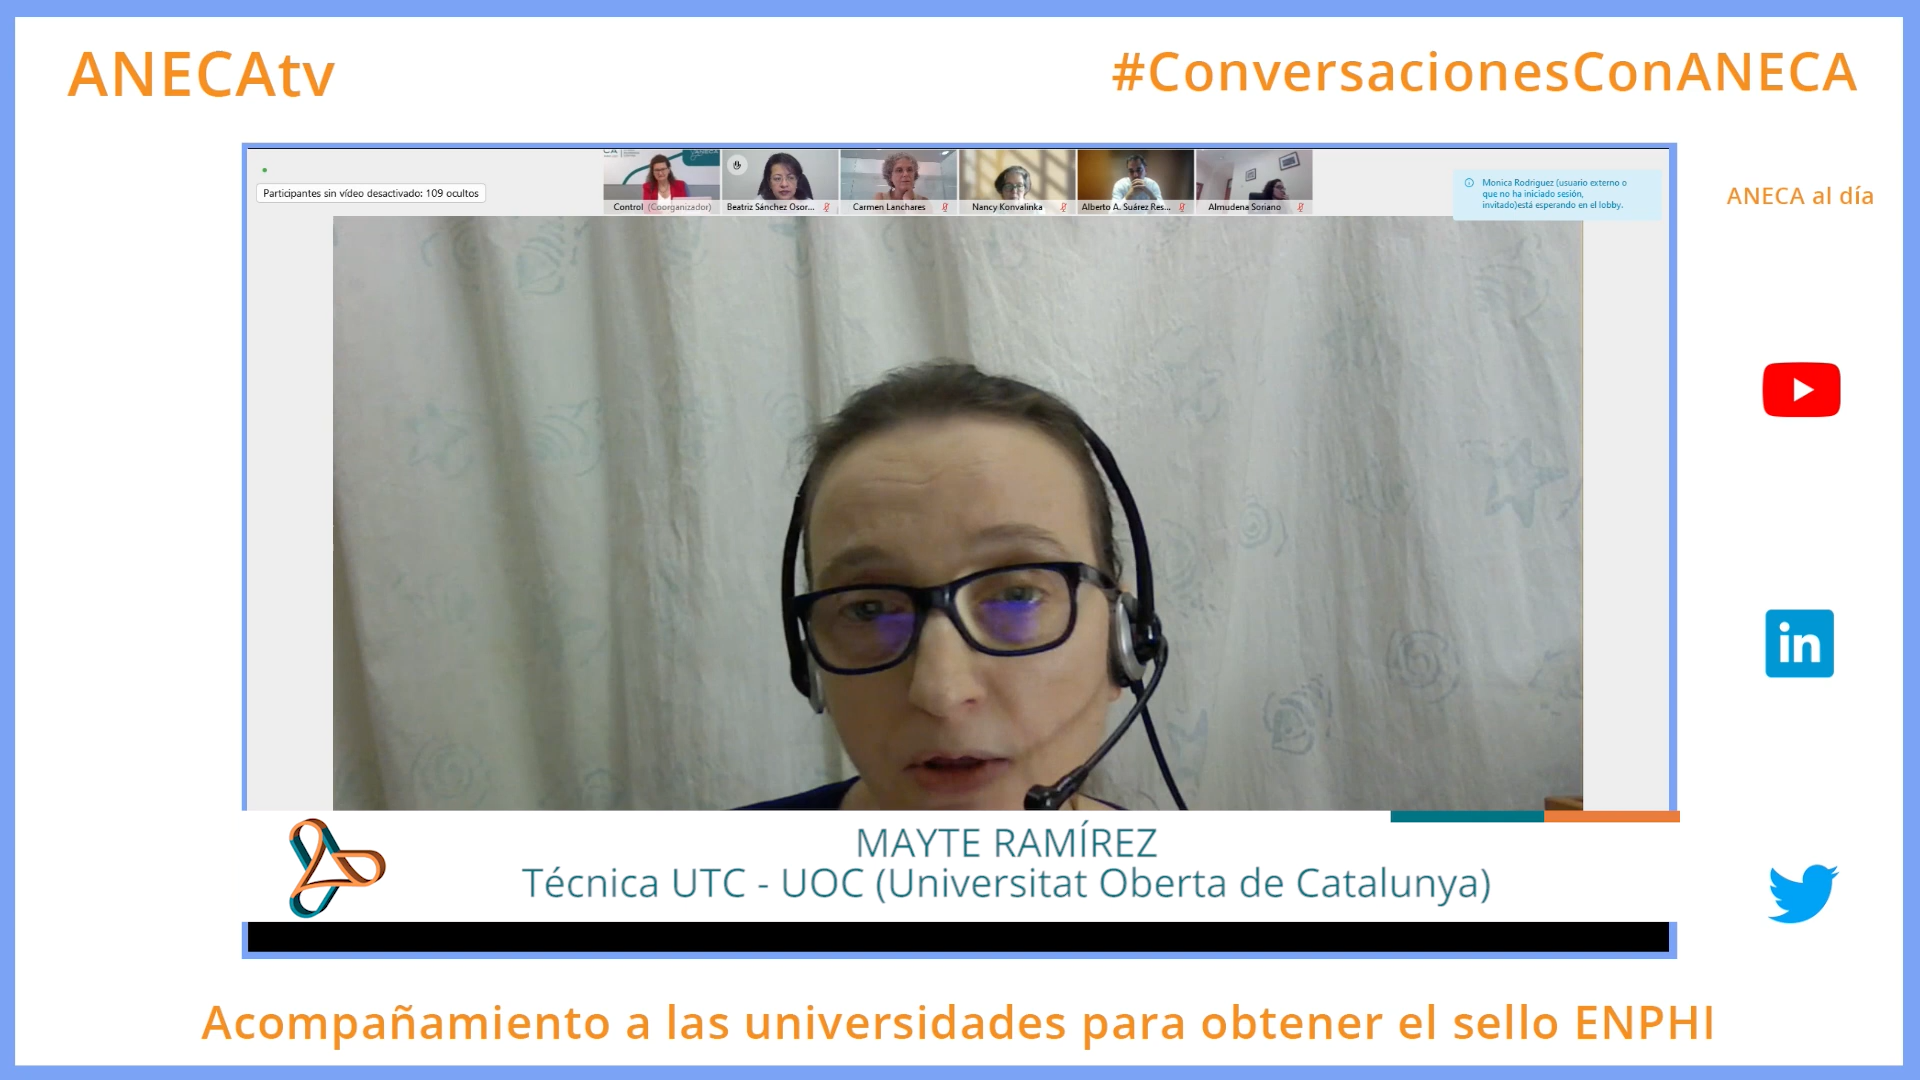 ANECAtv
#ConversacionesConANECA
Participantes sin vídeo desactivado: 109 ocultos
Control (Coorganizador)
Beatriz Sánchez Osor...
Carmen Lanchares
Nancy Konvalinka
Alberto A. Suárez Res...
Almudena Soriano
Monica Rodriguez (usuario externo o
que no ha iniciado sesión,
invitado)está esperando en el lobby.
ANECA al día
in
MAYTE RAMÍREZ
Técnica UTC - UOC (Universitat Oberta de Catalunya)
Acompañamiento a las universidades para obtener el sello ENPHI